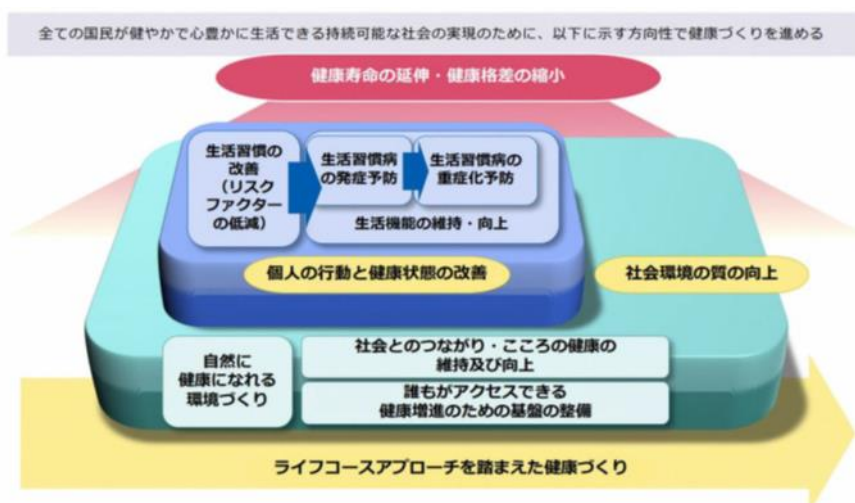 全ての国民が健やかで心豊かに生活できる持続可能な社会の実現のために、以下に示す方向性で健康づくりを進める
健康寿命の延伸・健康格差の縮小
生活習慣の
改善
（リスク
ファクター
の低減）
生活習慣病
の発症予防
生活習慣病の
重症化予防
生活機能の維持・向上
個人の行動と健康状態の改善
社会環境の質の向上
自然に
健康になれる
環境づくり
社会とのつながり・こころの健康の
維持及び向上
誰もがアクセスできる
健康増進のための基盤の整備
ライフコースアプローチを踏まえた健康づくり